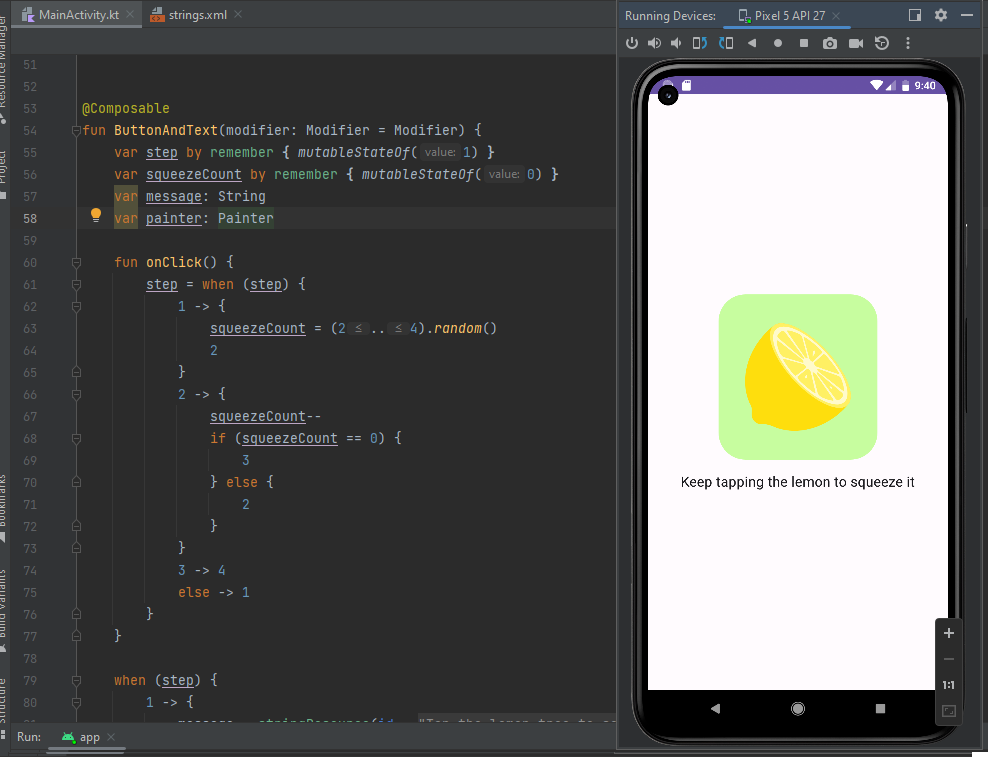 MainActivity.kt
strings.xml
Running Devices:
Pixel 5 API 27
Resource Manager
Project
Bookmarks
Build Variants
Structure
51
52
53 @Composable
54 fun ButtonAndText(modifier: Modifier = Modifier) {
55 var step by remember { mutableStateOf( value: 1) }
56 var squeezeCount by remember { mutableStateOf( value: 0) }
57 var message: String
58 var painter: Painter
59
60 fun onClick() {
61 step = when (step) {
62 1 -> {
63 squeezeCount = (2 ≤ .. ≤ 4).random()
64 2
65 }
66 2 -> {
67 squeezeCount--
68 if (squeezeCount == 0) {
69 3
70 } else {
71 2
72 }
73 }
74 3 -> 4
75 else -> 1
76 }
77 }
78
79 when (step) {
80 1 -> {
9:40
Keep tapping the lemon to squeeze it
1:1
Run: app